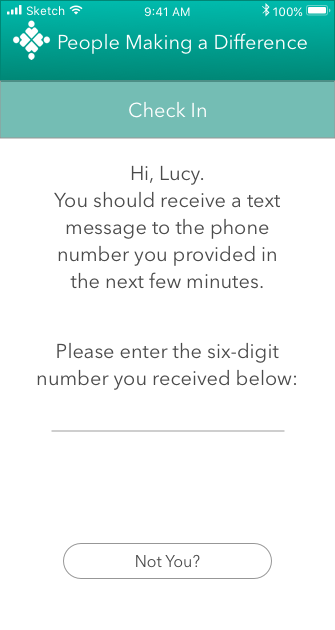 Sketch 9:41 AM 100%
People Making a Difference
Check In
Hi, Lucy.
You should receive a text
message to the phone
number you provided in
the next few minutes.
Please enter the six-digit
number you received below:
Not You?